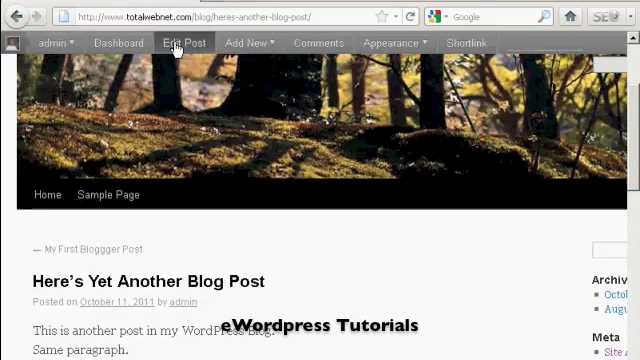 http://www.totalwebnet.com/blog/heres-another-blog-post/
Google
SEO
admin Dashboard Edit Post Add New Comments Appearance Shortlink
Home Sample Page
← My First Bloggger Post
Here's Yet Another Blog Post
Posted on October 11, 2011 by admin
This is another post in my WordPress Blog.
eWordpress Tutorials
Same paragraph.
Archiv
Octo
Augu
Meta
Site A